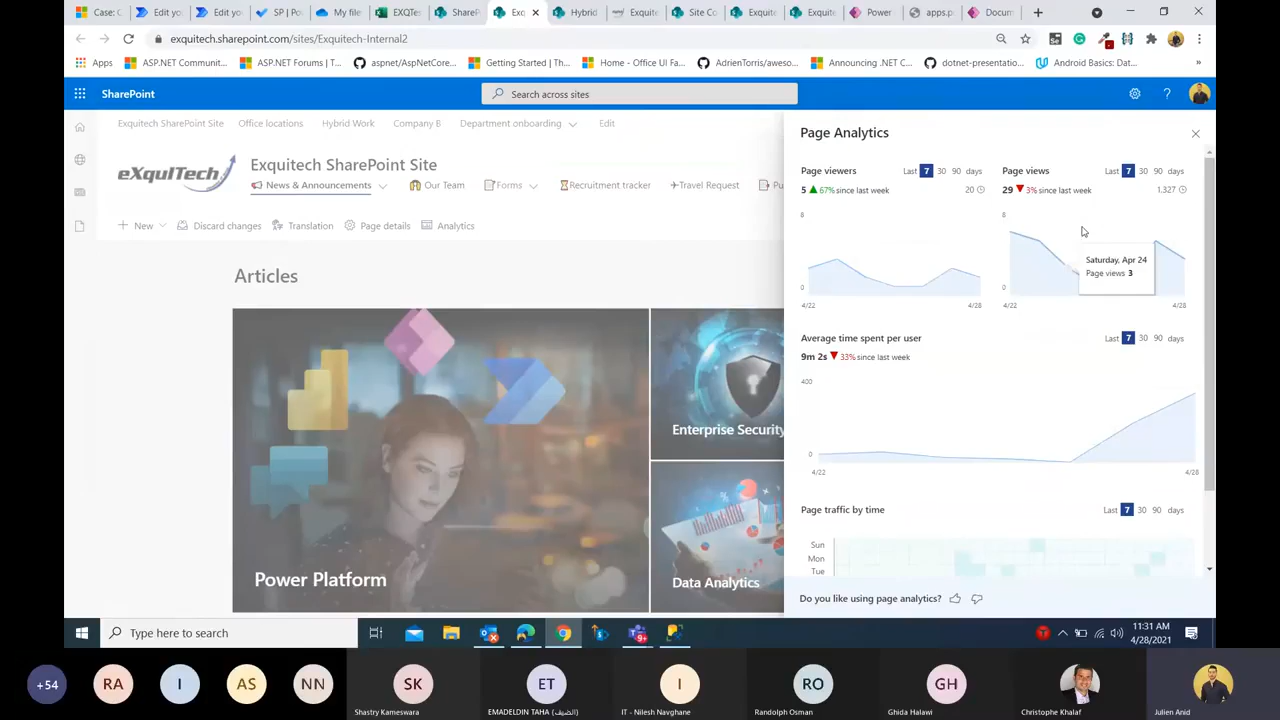 Case: C
Edit yo
Edit yo
SP | Po
My file
EXQTe
ShareP
Exq
Hybrid
Exquite
Site Co
Exquite
Exquite
Power
apps.p
Docum
exquitech.sharepoint.com/sites/Exquitech-Internal2
Apps
ASP.NET Communit...
ASP.NET Forums | T...
aspnet/AspNetCore...
Getting Started | Th...
Home - Office UI Fa...
AdrienTorris/aweso...
Announcing .NET C...
dotnet-presentatio...
Android Basics: Dat...
»
SharePoint
Search across sites
Exquitech SharePoint Site
Office locations
Hybrid Work
Company B
Department onboarding
Edit
eXquITech
Exquitech SharePoint Site
News & Announcements
Our Team
Forms
Recruitment tracker
Travel Request
Pu
New
Discard changes
Translation
Page details
Analytics
Articles
Power Platform
Enterprise Security
Data Analytics
Page Analytics
Page viewers
Last 7 30 90 days
5 ▲ 67% since last week
20
8
0
4/22
4/28
Page views
Last 7 30 90 days
29 ▼ 3% since last week
1,327
8
0
4/22
4/28
Saturday, Apr 24
Page views 3
Average time spent per user
Last 7 30 90 days
9m 2s ▼ 33% since last week
400
0
4/22
4/28
Page traffic by time
Last 7 30 90 days
Sun
Mon
Tue
Do you like using page analytics?
Type here to search
9+
11:31 AM
4/28/2021
+54
RA
I
AS
NN
SK
Shastry Kameswara
ET
EMADELDIN TAHA (الضيف)
I
IT - Nilesh Navghane
RO
Randolph Osman
GH
Ghida Halawi
Christophe Khalaf
Julien Anid